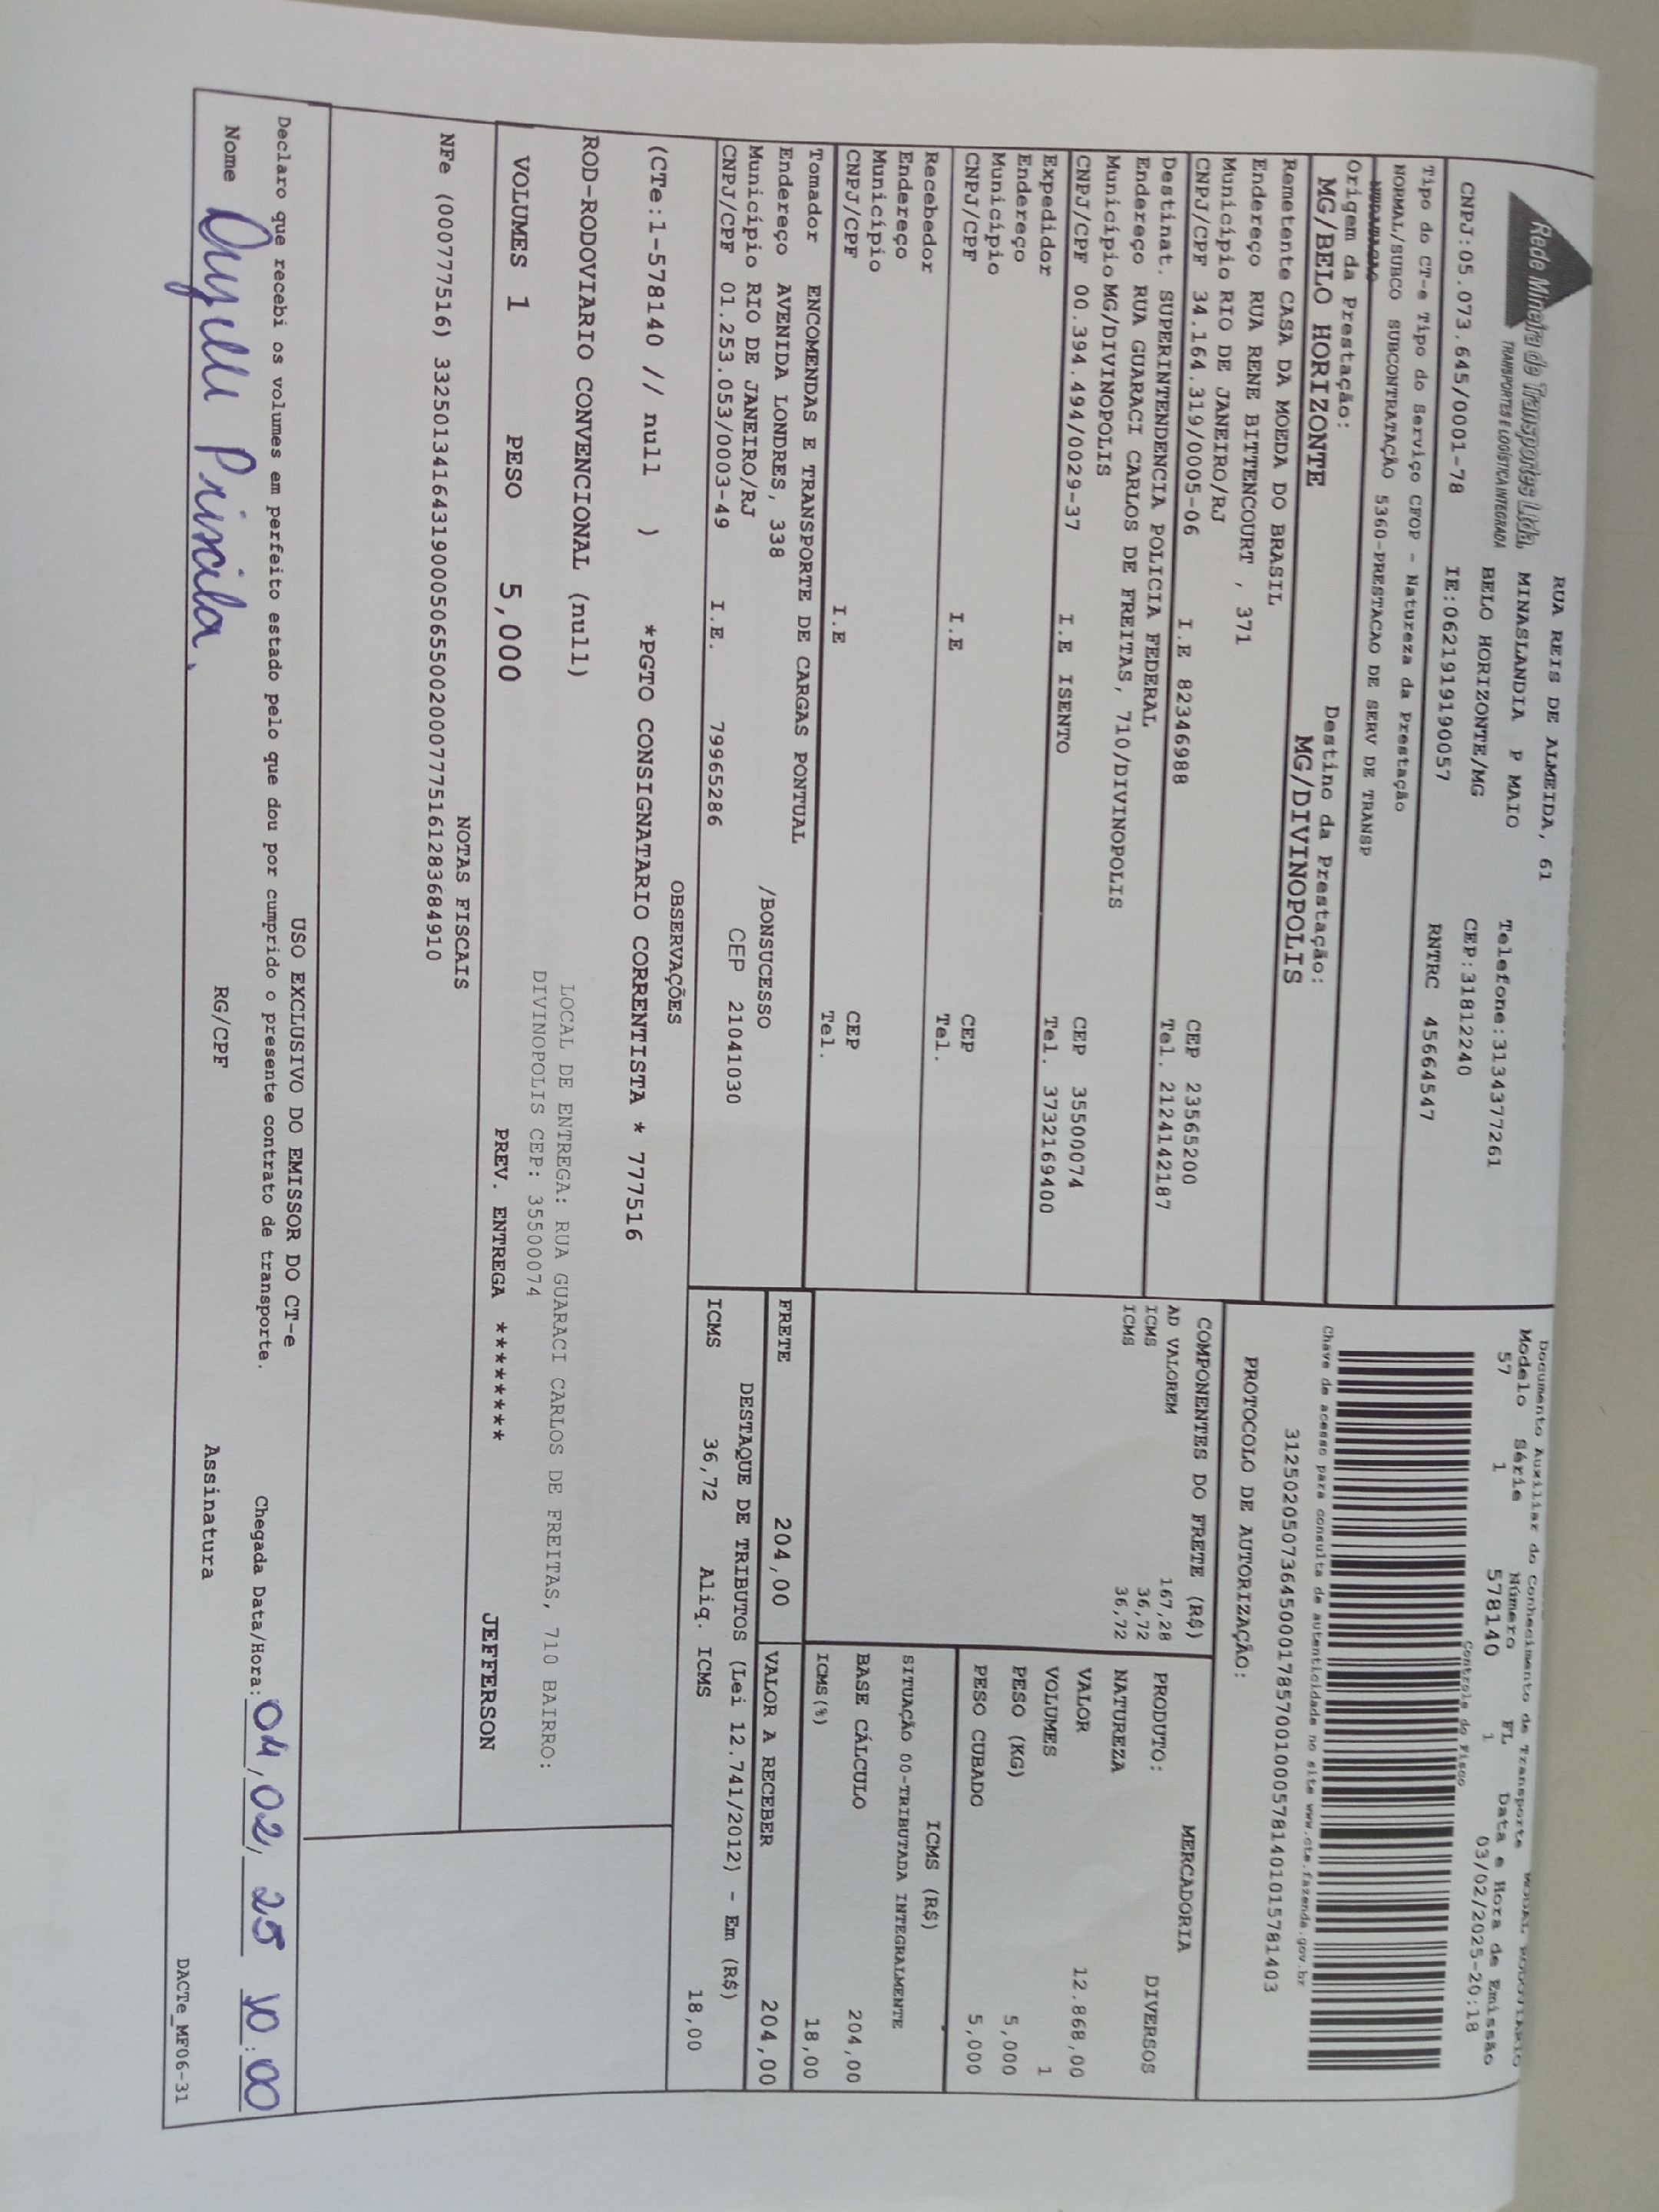 Rede Mineira de Transportes Ltda.
TRANSPORTES E LOGÍSTICA INTEGRADA
RUA REIS DE ALMEIDA, 61
MINASLANDIA P MAIO
BELO HORIZONTE/MG
Telefone:3134377261
CEP:31812240
CNPJ:05.073.645/0001-78 IE:0621919190057 RNTRC 45664547
Tipo do CT-e Tipo do Serviço CFOP - Natureza da Prestação
NORMAL/SUBCO SUBCONTRATAÇÃO 5360-PRESTACAO DE SERV DE TRANSP
Origem da Prestação: Destino da Prestação:
MG/BELO HORIZONTE MG/DIVINOPOLIS
Remetente CASA DA MOEDA DO BRASIL
Endereço RUA RENE BITTENCOURT , 371
Município RIO DE JANEIRO/RJ CEP 23565200
CNPJ/CPF 34.164.319/0005-06 I.E 82346988 Tel. 2124142187
Destinat. SUPERINTENDENCIA POLICIA FEDERAL
Endereço RUA GUARACI CARLOS DE FREITAS, 710/DIVINOPOLIS
Município MG/DIVINOPOLIS CEP 35500074
CNPJ/CPF 00.394.494/0029-37 I.E ISENTO Tel. 3732169400
Expedidor
Endereço
Município CEP
CNPJ/CPF I.E Tel.
Recebedor
Endereço
Município CEP
CNPJ/CPF I.E Tel.
Tomador ENCOMENDAS E TRANSPORTE DE CARGAS PONTUAL
Endereço AVENIDA LONDRES, 338 /BONSUCESSO
Município RIO DE JANEIRO/RJ CEP 21041030
CNPJ/CPF 01.253.053/0003-49 I.E. 79965286
Documento Auxiliar do Conhecimento de Transporte
Modelo Série Número FL Data e Hora de Emissão
57 1 578140 1 03/02/2025-20:18
Controle do Fisco
Chave de acesso para consulta de autenticidade no site www.cte.fazenda.gov.br
31250205073645000178570010005781401015781403
PROTOCOLO DE AUTORIZAÇÃO:
COMPONENTES DO FRETE (R$)
AD VALOREM 167,28
ICMS 36,72
ICMS 36,72
MERCADORIA
PRODUTO: DIVERSOS
NATUREZA
VALOR 12.868,00
VOLUMES 1
PESO (KG) 5,000
PESO CUBADO 5,000
ICMS (R$)
SITUAÇÃO 00-TRIBUTADA INTEGRALMENTE
BASE CÁLCULO 204,00
ICMS(%) 18,00
FRETE 204,00 VALOR A RECEBER 204,00
DESTAQUE DE TRIBUTOS (Lei 12.741/2012) - Em (R$)
ICMS 36,72 Aliq. ICMS 18,00
OBSERVAÇÕES
(CTe:1-578140 // null ) *PGTO CONSIGNATARIO CORRENTISTA * 777516
ROD-RODOVIARIO CONVENCIONAL (null)
LOCAL DE ENTREGA: RUA GUARACI CARLOS DE FREITAS, 710 BAIRRO:
DIVINOPOLIS CEP: 35500074
VOLUMES 1 PESO 5,000 PREV. ENTREGA ******** JEFFERSON
NOTAS FISCAIS
NFe (000777516) 33250134164319000506550020007775161283684910
USO EXCLUSIVO DO EMISSOR DO CT-e
Declaro que recebi os volumes em perfeito estado pelo que dou por cumprido o presente contrato de transporte. Chegada Data/Hora: 04/02/25 10:00
Nome Priscila RG/CPF Assinatura
DACTe_MF06-31